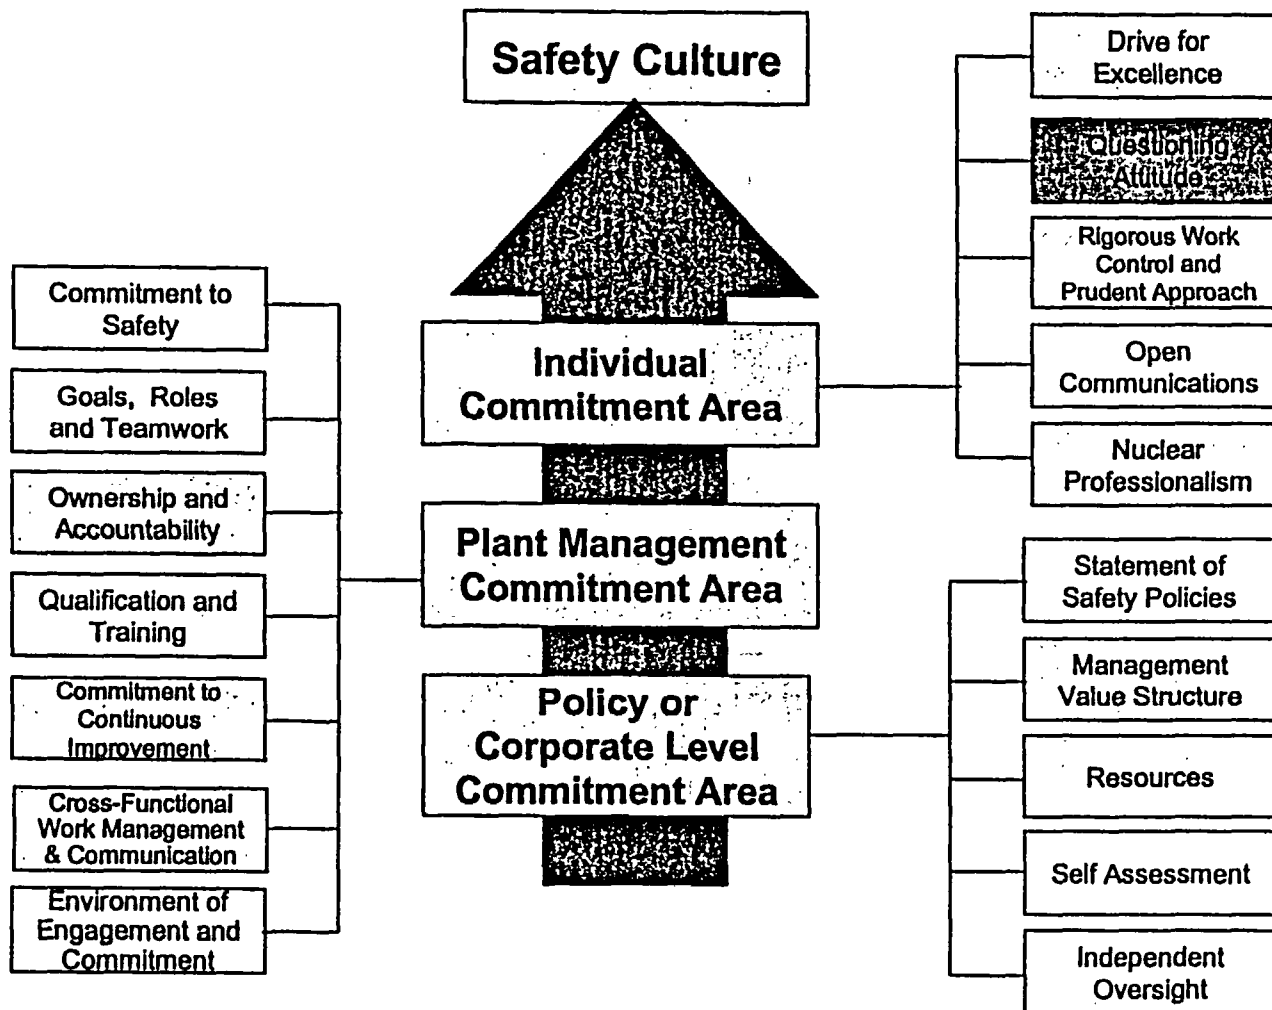 Safety Culture
Individual
Commitment Area
Plant Management
Commitment Area
Policy or
Corporate Level
Commitment Area
Commitment to
Safety
Goals, Roles
and Teamwork
Ownership and
Accountability
Qualification and
Training
Commitment to
Continuous
Improvement
Cross-Functional
Work Management
& Communication
Environment of
Engagement and
Commitment
Drive for
Excellence
Questioning
Attitude
Rigorous Work
Control and
Prudent Approach
Open
Communications
Nuclear
Professionalism
Statement of
Safety Policies
Management
Value Structure
Resources
Self Assessment
Independent
Oversight